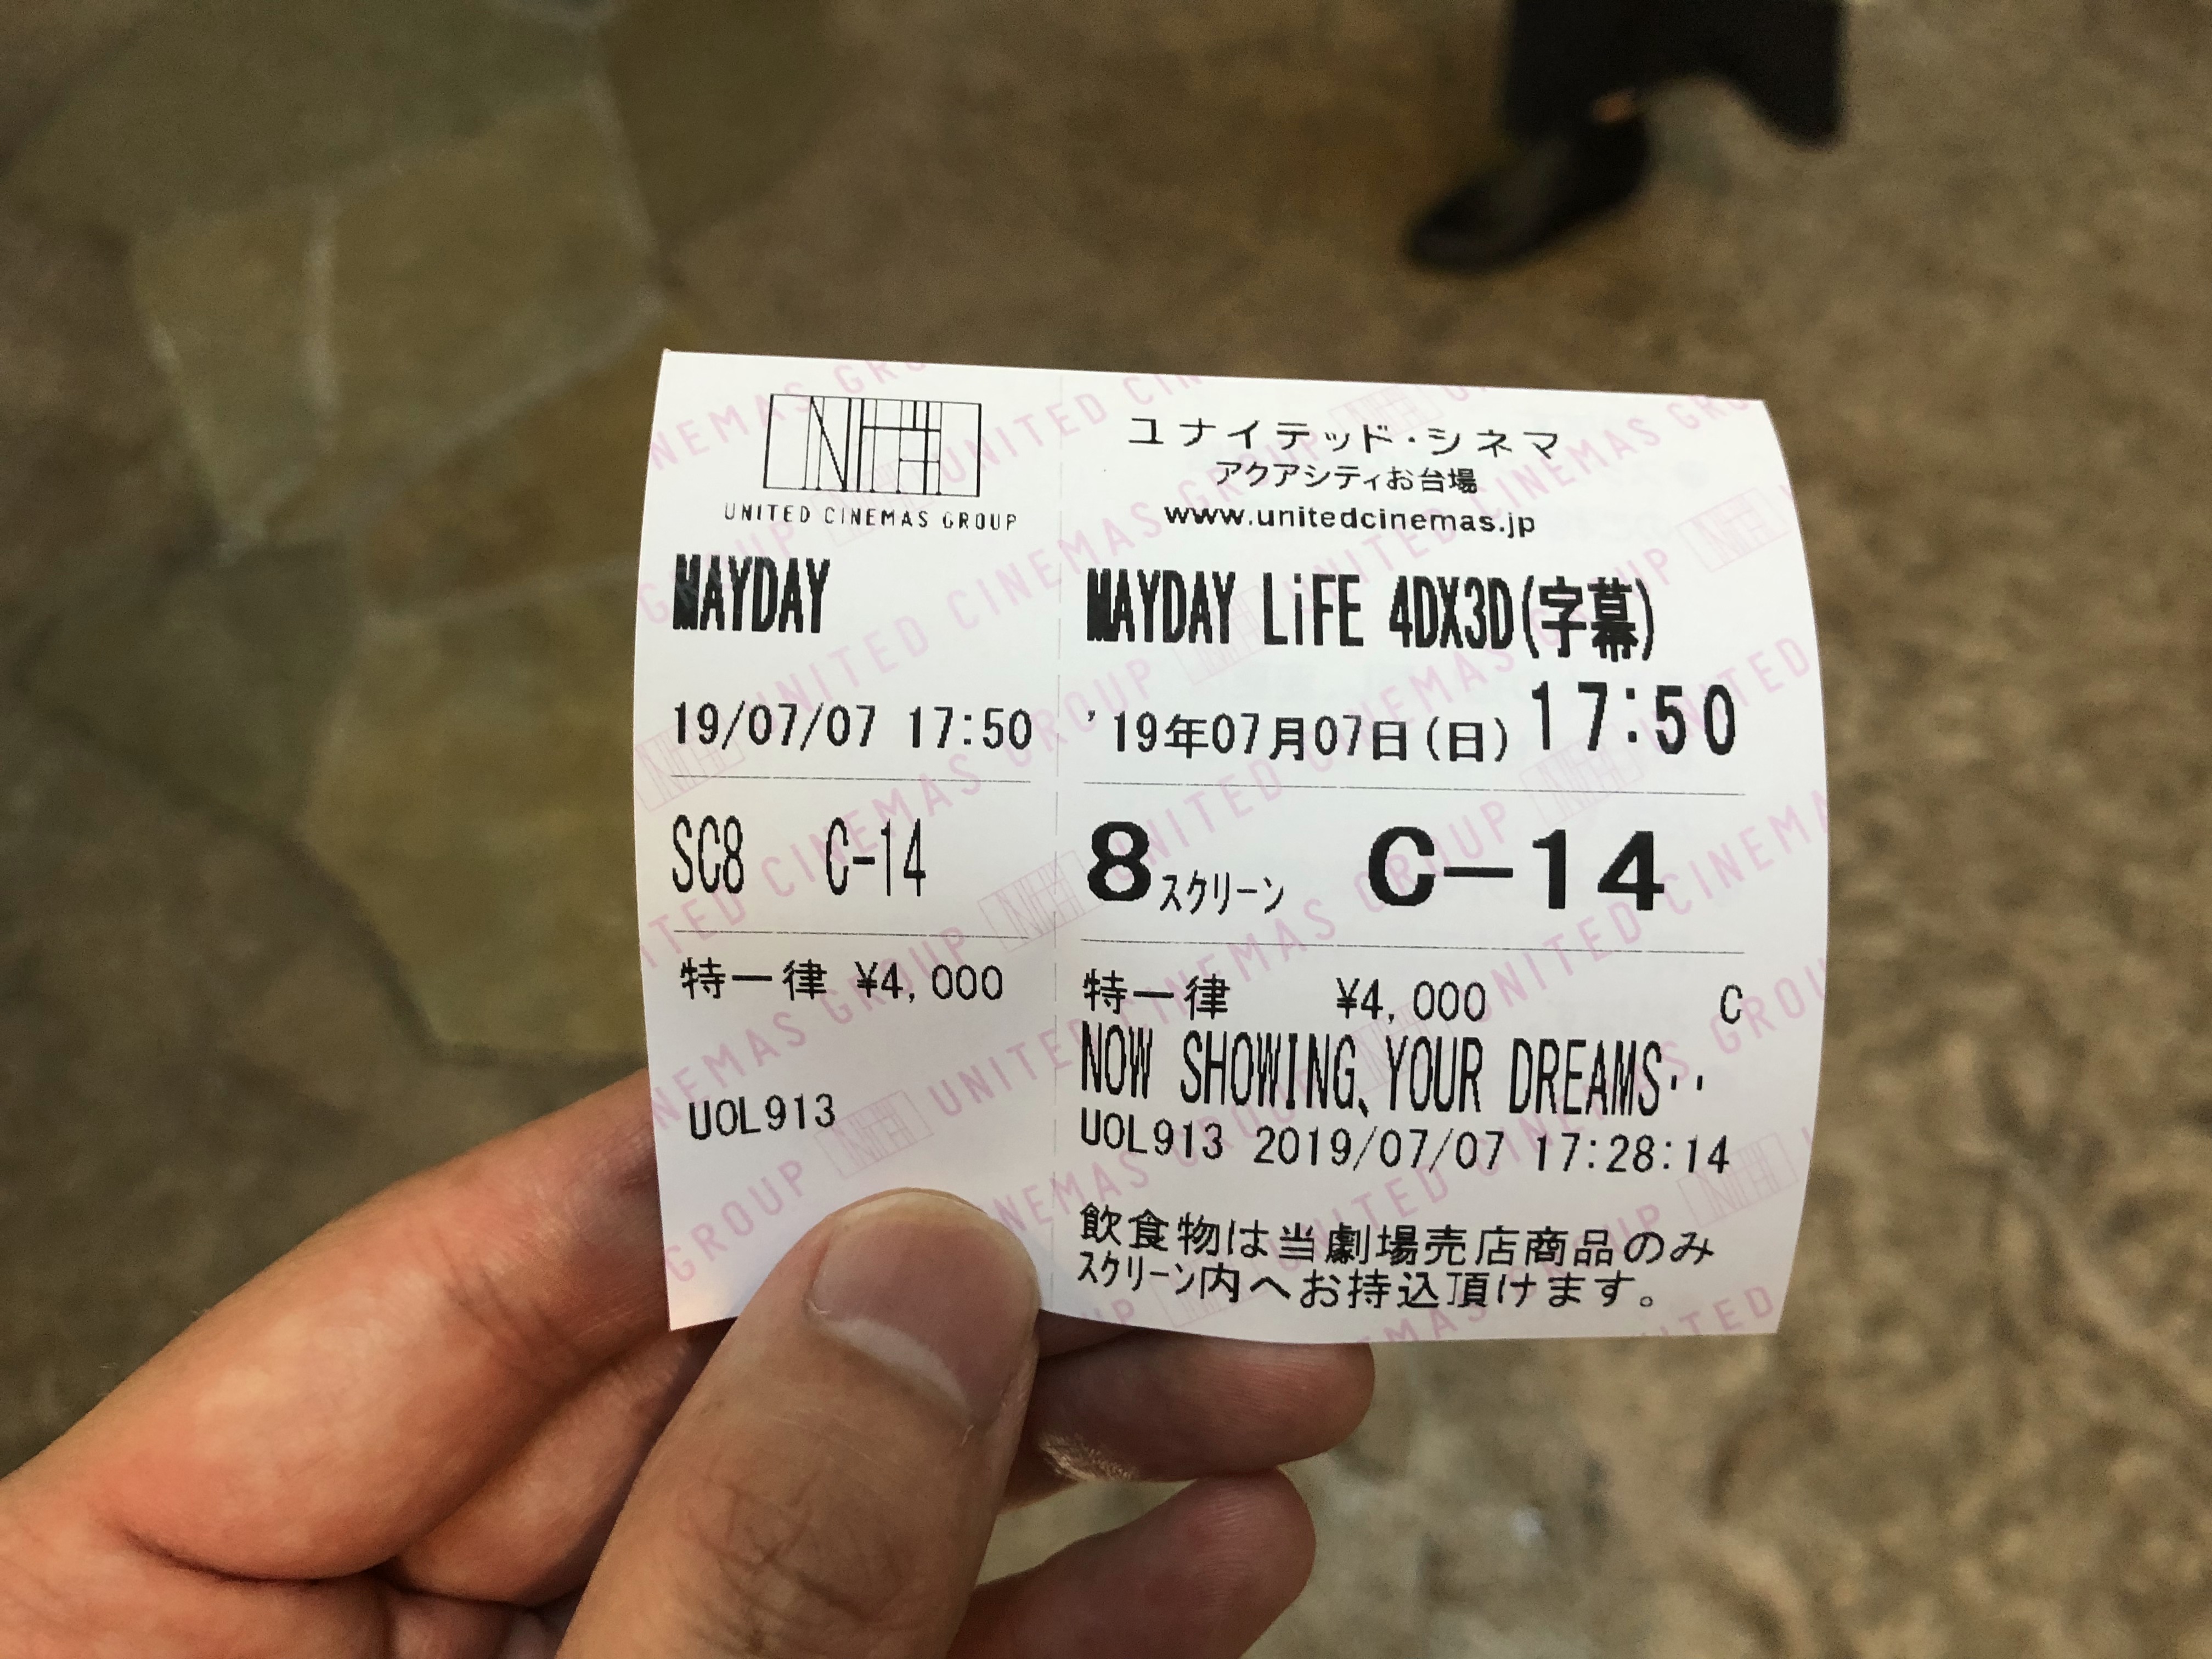 UNITED CINEMAS GROUP
MAYDAY
19/07/07 17:50
SC8 C-14
特一律 ¥4,000
UOL913
ユナイテッド・シネマ
アクアシティお台場
www.unitedcinemas.jp
MAYDAY LiFE 4DX3D(字幕)
'19年07月07日(日) 17:50
8スクリーン C-14
特一律 ¥4,000 C
NOW SHOWING、YOUR DREAMS‥
UOL913 2019/07/07 17:28:14
飲食物は当劇場売店商品のみ
スクリーン内へお持込頂けます。